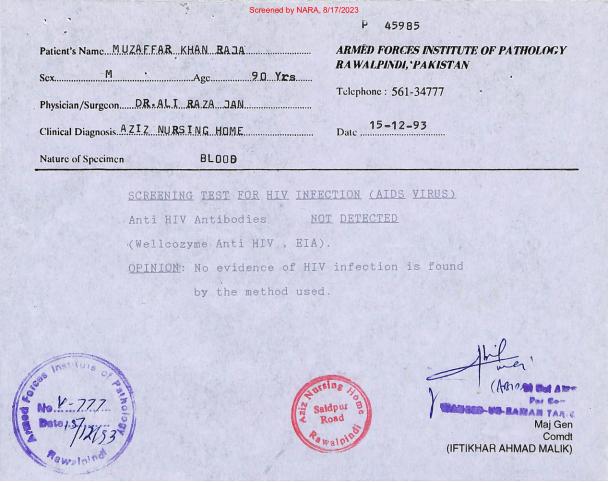 Screened by NARA, 8/17/2023
P 45985
Patient's Name MUZAFFAR KHAN RAJA
Sex M Age 90 Yrs
Physician/Surgeon DR.ALI RAZA JAN
Clinical Diagnosis AZIZ NURSING HOME
Nature of Specimen BLOOD
ARMED FORCES INSTITUTE OF PATHOLOGY
RAWALPINDI, PAKISTAN
Telephone : 561-34777
Date 15-12-93
SCREENING TEST FOR HIV INFECTION (AIDS VIRUS)
Anti HIV Antibodies NOT DETECTED
(Wellcozyme Anti HIV , EIA).
OPINION: No evidence of HIV infection is found
by the method used.
Armed Forces Institute of Pathology
No. V-777
Date 15/12/93
Rawalpindi
Aziz Nursing Home
Saidpur
Road
Rawalpindi
Maj Gen
Comdt
(IFTIKHAR AHMAD MALIK)